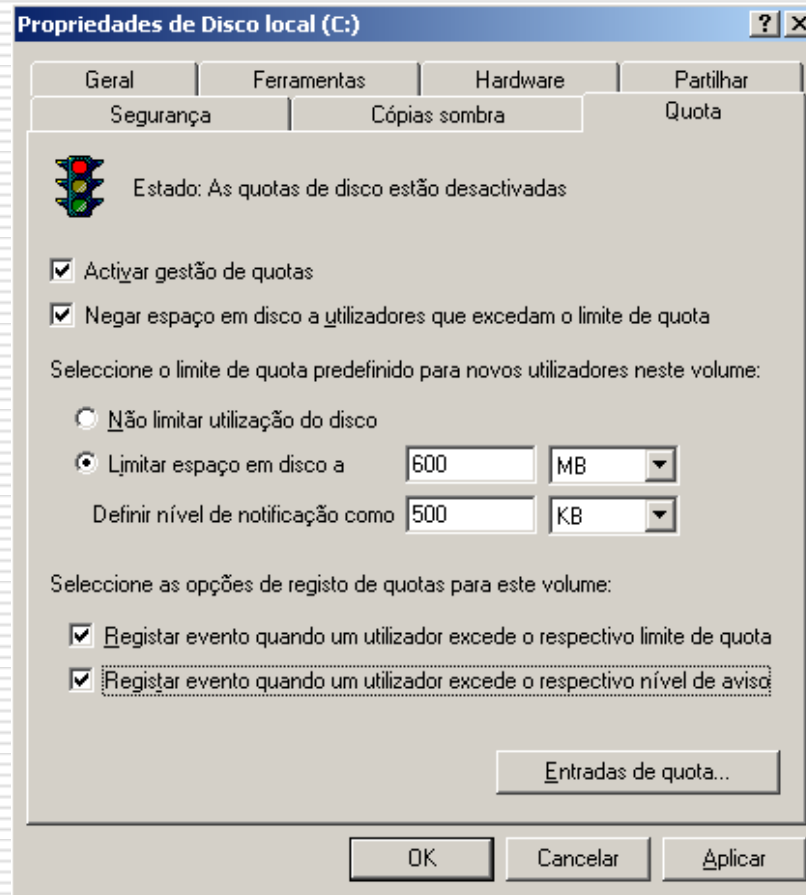 Propriedades de Disco local (C:)
Geral Ferramentas Hardware Partilhar
Segurança Cópias sombra Quota
Estado: As quotas de disco estão desactivadas
Activar gestão de quotas
Negar espaço em disco a utilizadores que excedam o limite de quota
Seleccione o limite de quota predefinido para novos utilizadores neste volume:
Não limitar utilização do disco
Limitar espaço em disco a 600 MB
Definir nível de notificação como 500 KB
Seleccione as opções de registo de quotas para este volume:
Registar evento quando um utilizador excede o respectivo limite de quota
Registar evento quando um utilizador excede o respectivo nível de aviso
Entradas de quota...
OK Cancelar Aplicar